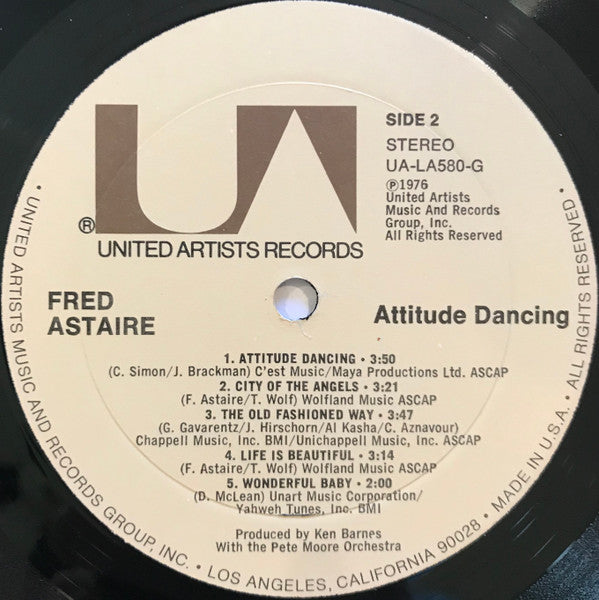 UA
®
UNITED ARTISTS RECORDS
SIDE 2
STEREO
UA-LA580-G
℗1976
United Artists
Music And Records
Group, Inc.
All Rights Reserved
FRED
ASTAIRE
Attitude Dancing
1. ATTITUDE DANCING • 3:50
(C. Simon/J. Brackman) C'est Music/Maya Productions Ltd. ASCAP
2. CITY OF THE ANGELS • 3:21
(F. Astaire/T. Wolf) Wolfland Music ASCAP
3. THE OLD FASHIONED WAY • 3:47
(G. Gavarentz/J. Hirschorn/Al Kasha/C. Aznavour)
Chappell Music, Inc. BMI/Unichappell Music, Inc. ASCAP
4. LIFE IS BEAUTIFUL • 3:14
(F. Astaire/T. Wolf) Wolfland Music ASCAP
5. WONDERFUL BABY • 2:00
(D. McLean) Unart Music Corporation/
Yahweh Tunes, Inc. BMI
Produced by Ken Barnes
With the Pete Moore Orchestra
• UNITED ARTISTS MUSIC AND RECORDS GROUP, INC. • LOS ANGELES, CALIFORNIA 90028 • MADE IN U.S.A. • ALL RIGHTS RESERVED •